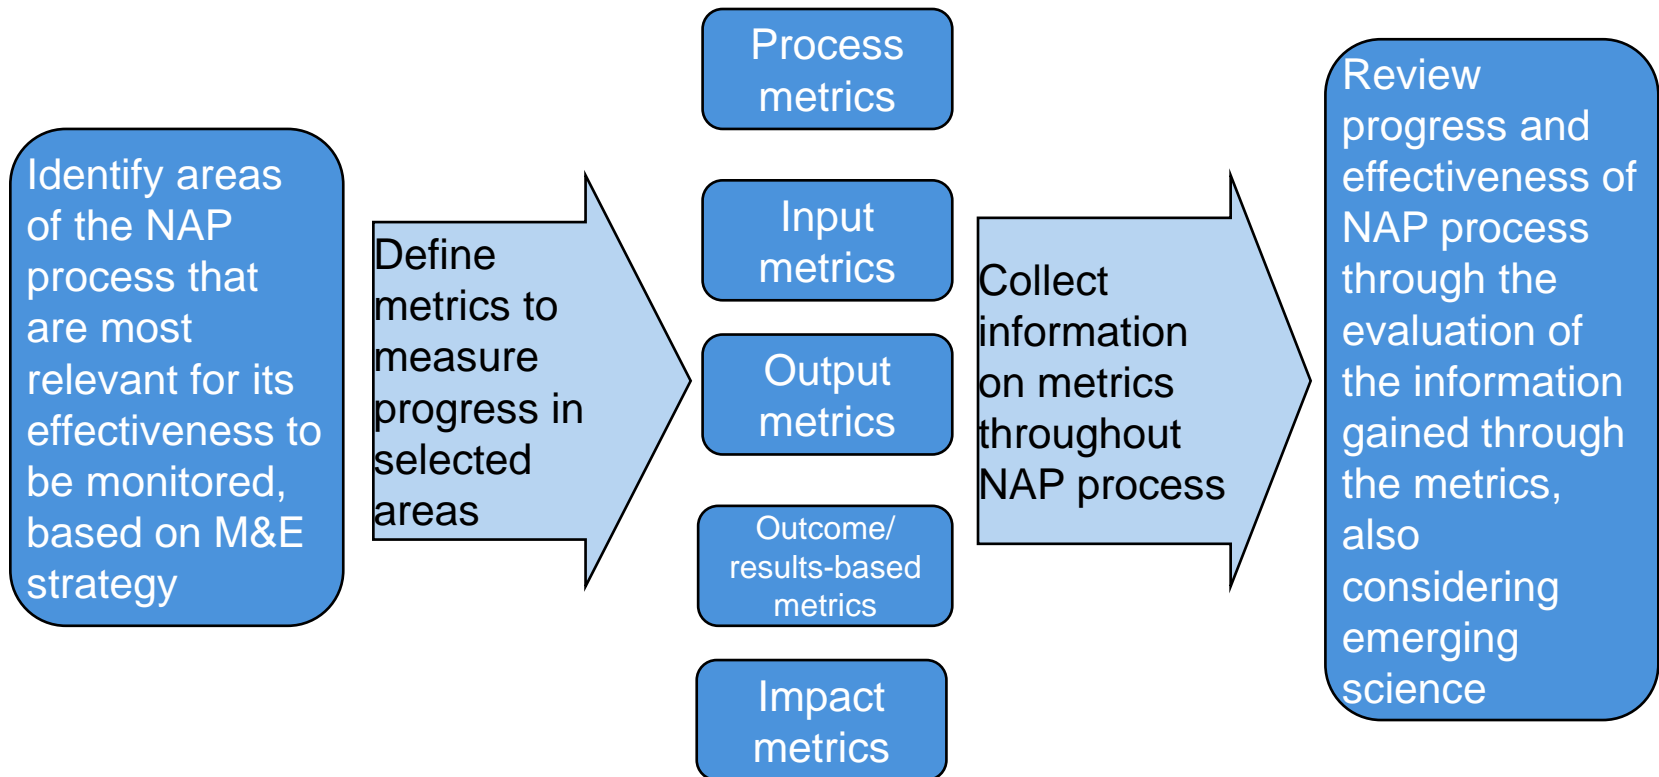 Identify areas
of the NAP
process that
are most
relevant for its
effectiveness to
be monitored,
based on M&E
strategy
Define
metrics to
measure
progress in
selected
areas
Process
metrics
Input
metrics
Output
metrics
Outcome/
results-based
metrics
Impact
metrics
Collect
information
on metrics
throughout
NAP process
Review
progress and
effectiveness of
NAP process
through the
evaluation of
the information
gained through
the metrics,
also
considering
emerging
science